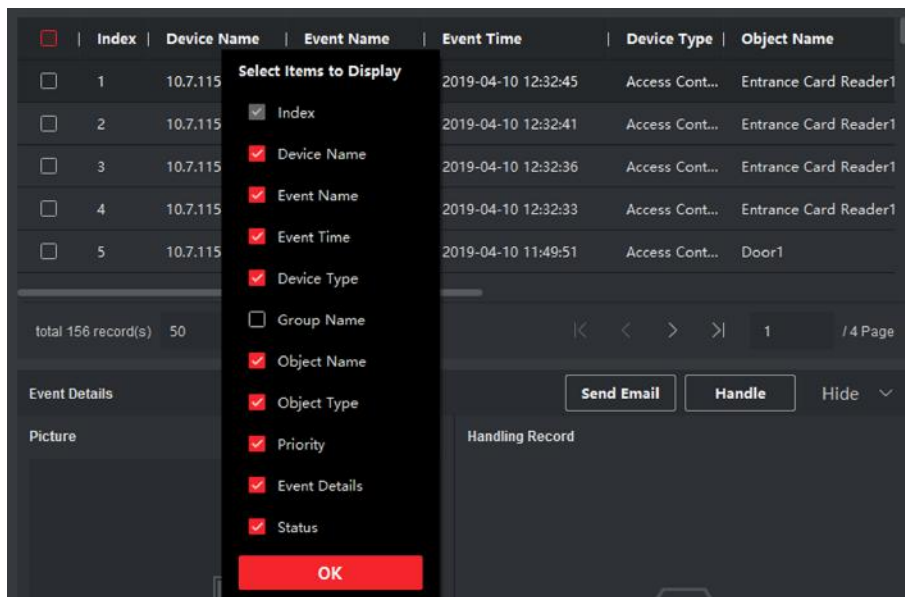 Index | Device Name | Event Name | Event Time | Device Type | Object Name
1 10.7.115 2019-04-10 12:32:45 Access Cont... Entrance Card Reader1
2 10.7.115 2019-04-10 12:32:41 Access Cont... Entrance Card Reader1
3 10.7.115 2019-04-10 12:32:36 Access Cont... Entrance Card Reader1
4 10.7.115 2019-04-10 12:32:33 Access Cont... Entrance Card Reader1
5 10.7.115 2019-04-10 11:49:51 Access Cont... Door1
Select Items to Display
Index
Device Name
Event Name
Event Time
Device Type
Group Name
Object Name
Object Type
Priority
Event Details
Status
OK
total 156 record(s) 50 1 / 4 Page
Event Details Send Email Handle Hide
Picture Handling Record